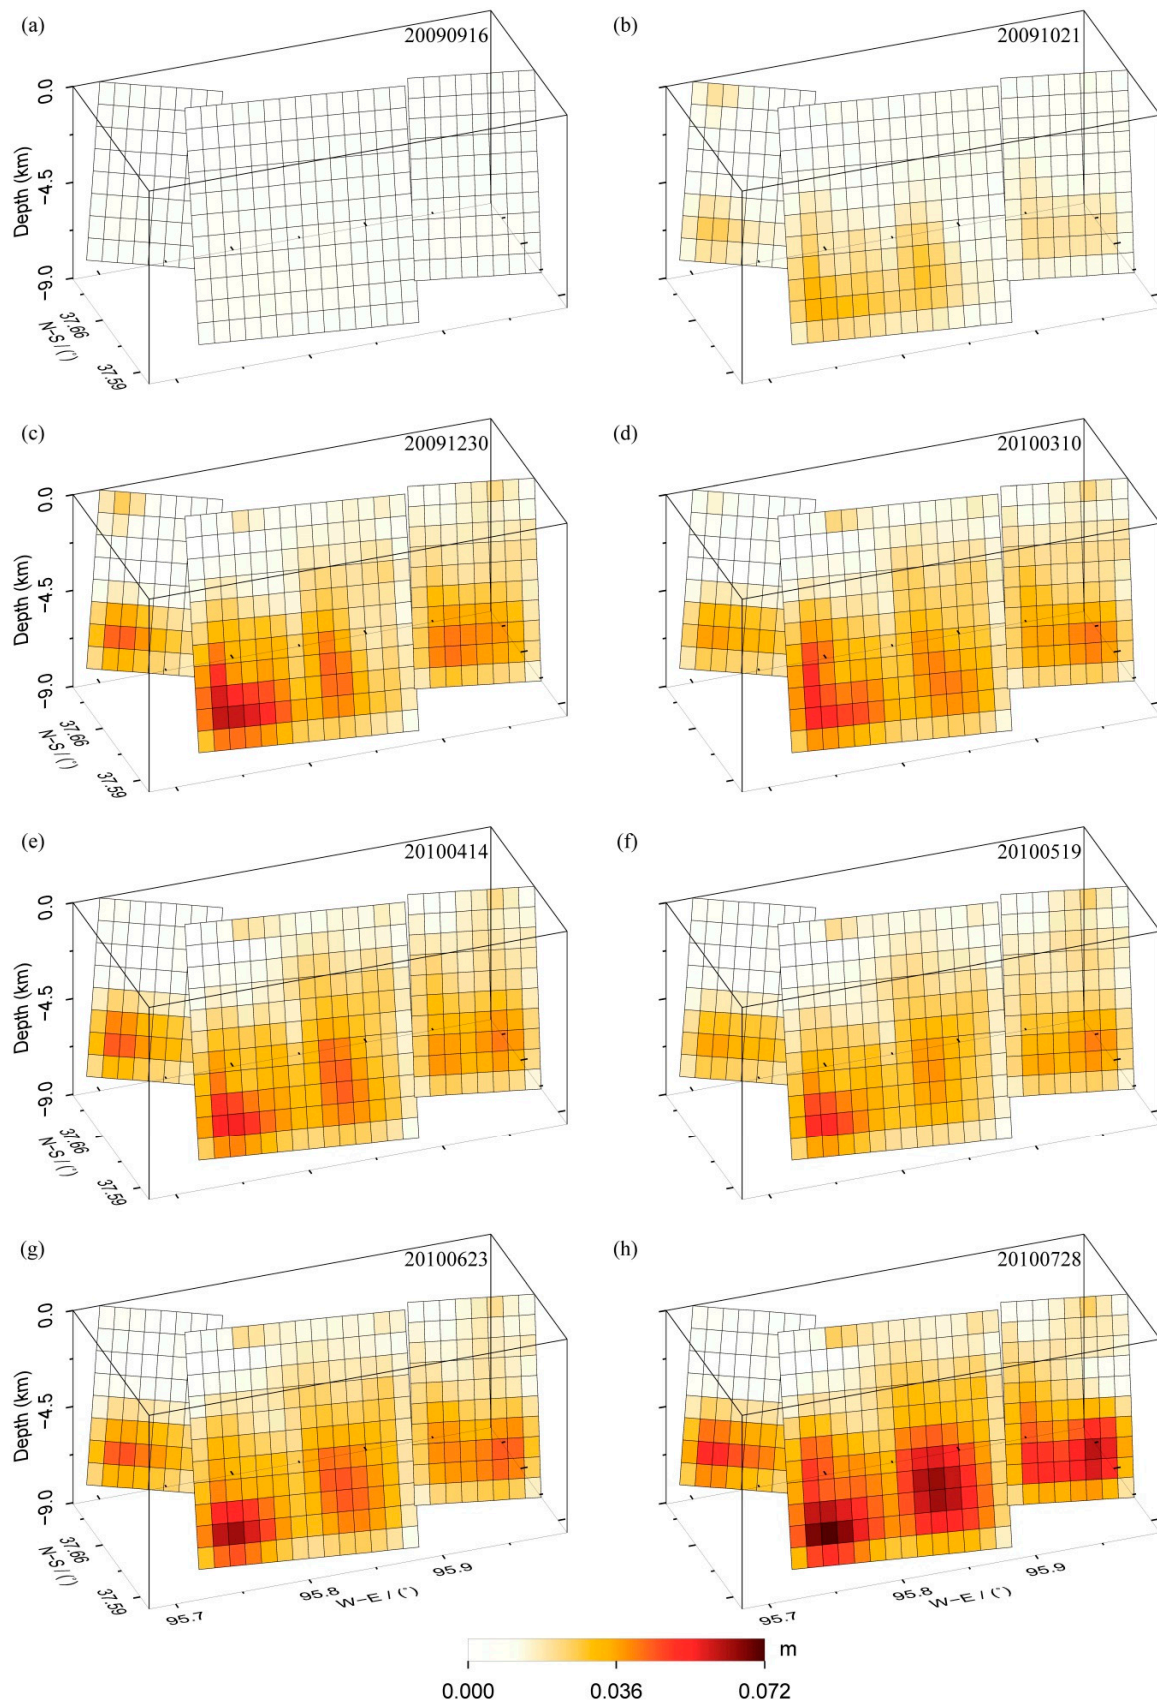 (a)
20090916
(b)
20091021
0.0
−4.5
−9.0
Depth (km)
37.66
37.59
N−S / (°)
(c)
20091230
(d)
20100310
0.0
−4.5
−9.0
Depth (km)
37.66
37.59
N−S / (°)
(e)
20100414
(f)
20100519
0.0
−4.5
−9.0
Depth (km)
37.66
37.59
N−S / (°)
(g)
20100623
(h)
20100728
0.0
−4.5
−9.0
Depth (km)
37.66
37.59
N−S / (°)
95.7
95.8
95.9
W−E / (°)
95.7
95.8
95.9
W−E / (°)
m
0.000
0.036
0.072